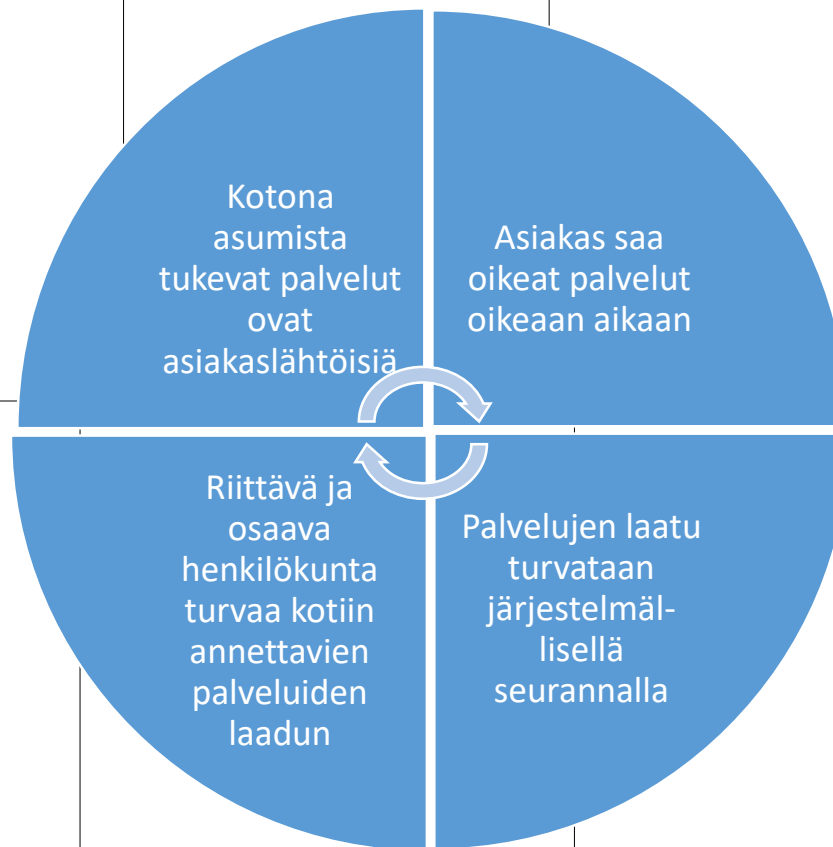 Kotona
asumista
tukevat palvelut
ovat
asiakaslähtöisiä
Asiakas saa
oikeat palvelut
oikeaan aikaan
Riittävä ja
osaava
henkilökunta
turvaa kotiin
annettavien
palveluiden
laadun
Palvelujen laatu
turvataan
järjestelmäl-
lisellä
seurannalla